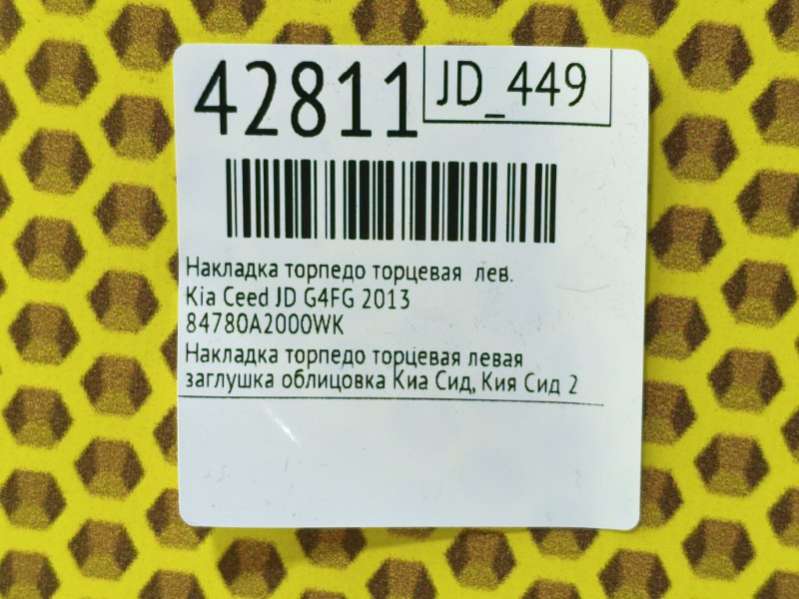 42811
JD_449
Накладка торпедо торцевая лев.
Kia Ceed JD G4FG 2013
84780A2000WK
Накладка торпедо торцевая левая
заглушка облицовка Киа Сид, Кия Сид 2